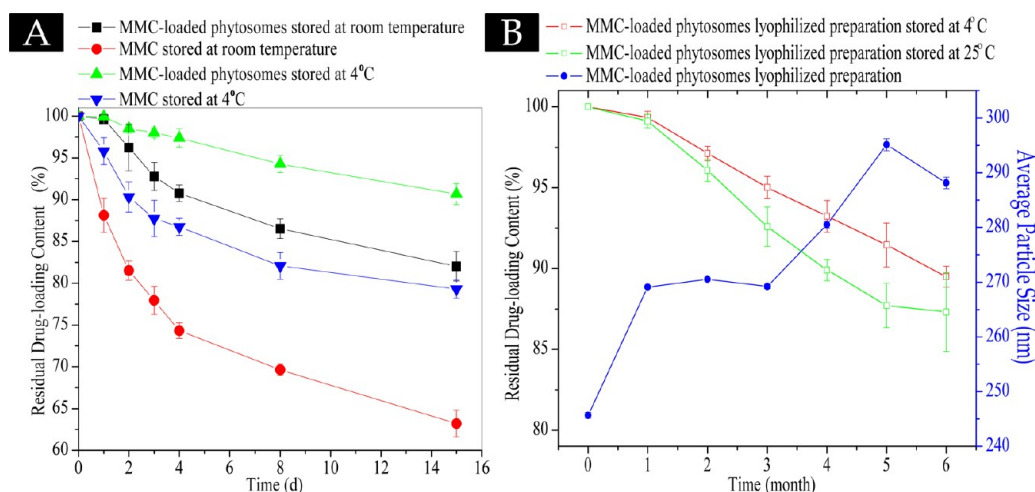 A
MMC-loaded phytosomes stored at room temperature
MMC stored at room temperature
MMC-loaded phytosomes stored at 4°C
MMC stored at 4°C
100
95
90
85
80
75
70
65
60
Residual Drug-loading Content (%)
0 2 4 6 8 10 12 14 16
Time (d)
B
MMC-loaded phytosomes lyophilized preparation stored at 4°C
MMC-loaded phytosomes lyophilized preparation stored at 25°C
MMC-loaded phytosomes lyophilized preparation
100
95
90
85
80
Residual Drug-loading Content (%)
0 1 2 3 4 5 6
Time (month)
300
290
280
270
260
250
240
Average Particle Size (nm)